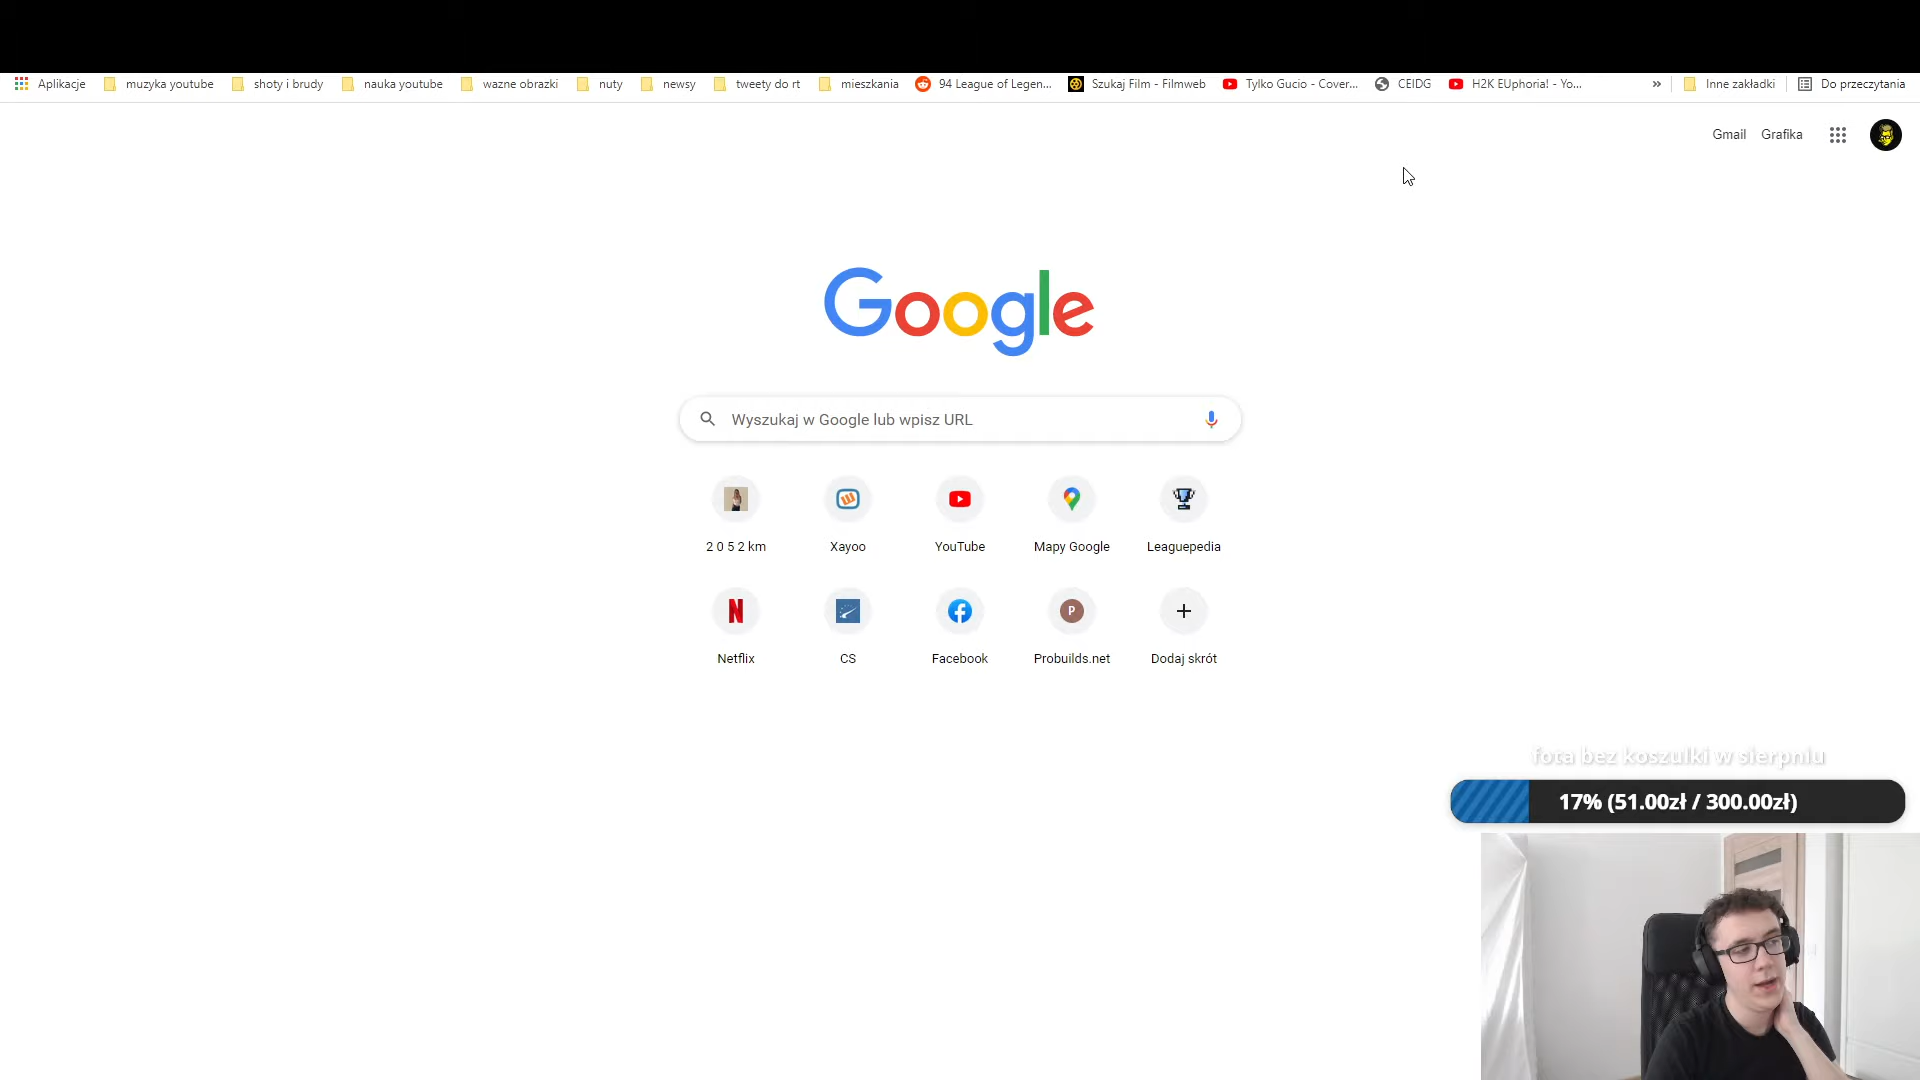 Aplikacje muzyka youtube shoty i brudy nauka youtube wazne obrazki nuty newsy tweety do rt mieszkania 94 League of Legen... Szukaj Film - Filmweb Tylko Gucio - Cover... CEIDG H2K EUphoria! - Yo... » Inne zakładki Do przeczytania
Gmail Grafika
Google
Wyszukaj w Google lub wpisz URL
2 0 5 2 km Xayoo YouTube Mapy Google Leaguepedia
N P
Netflix CS Facebook Probuilds.net Dodaj skrót
fota bez koszulki w sierpniu
17% (51.00zł / 300.00zł)